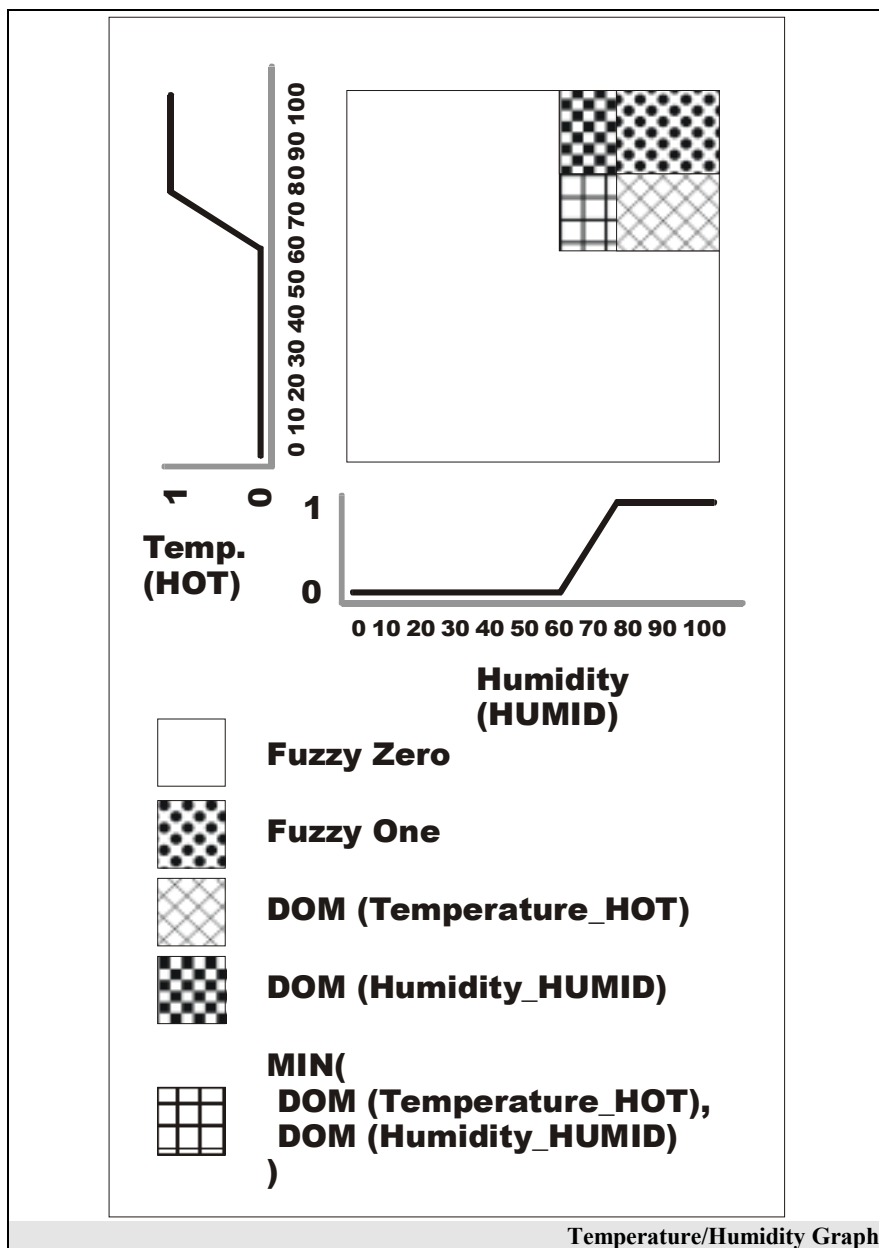 0 10 20 30 40 50 60 70 80 90 100
1
0
Temp.
(HOT)
1
0
0 10 20 30 40 50 60 70 80 90 100
Humidity
(HUMID)
Fuzzy Zero
Fuzzy One
DOM (Temperature_HOT)
DOM (Humidity_HUMID)
MIN(
DOM (Temperature_HOT),
DOM (Humidity_HUMID)
)
Temperature/Humidity Graph